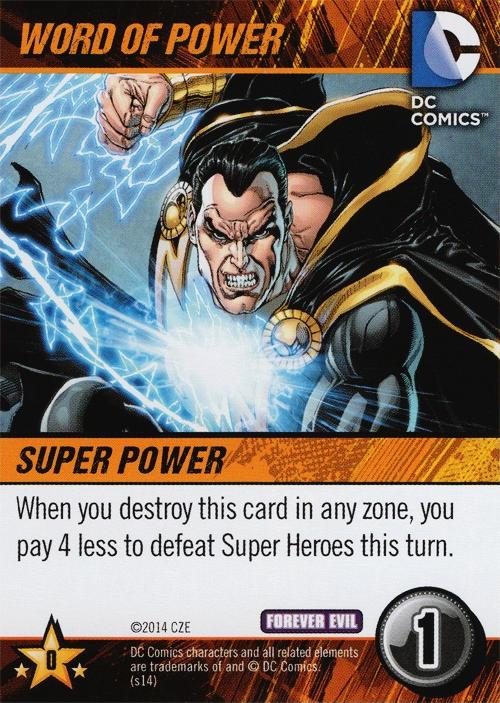 WORD OF POWER
DC
DC
COMICS™
SUPER POWER
When you destroy this card in any zone, you
pay 4 less to defeat Super Heroes this turn.
©2014 CZE
FOREVER EVIL
0
DC Comics characters and all related elements
are trademarks of and © DC Comics.
(s14)
1